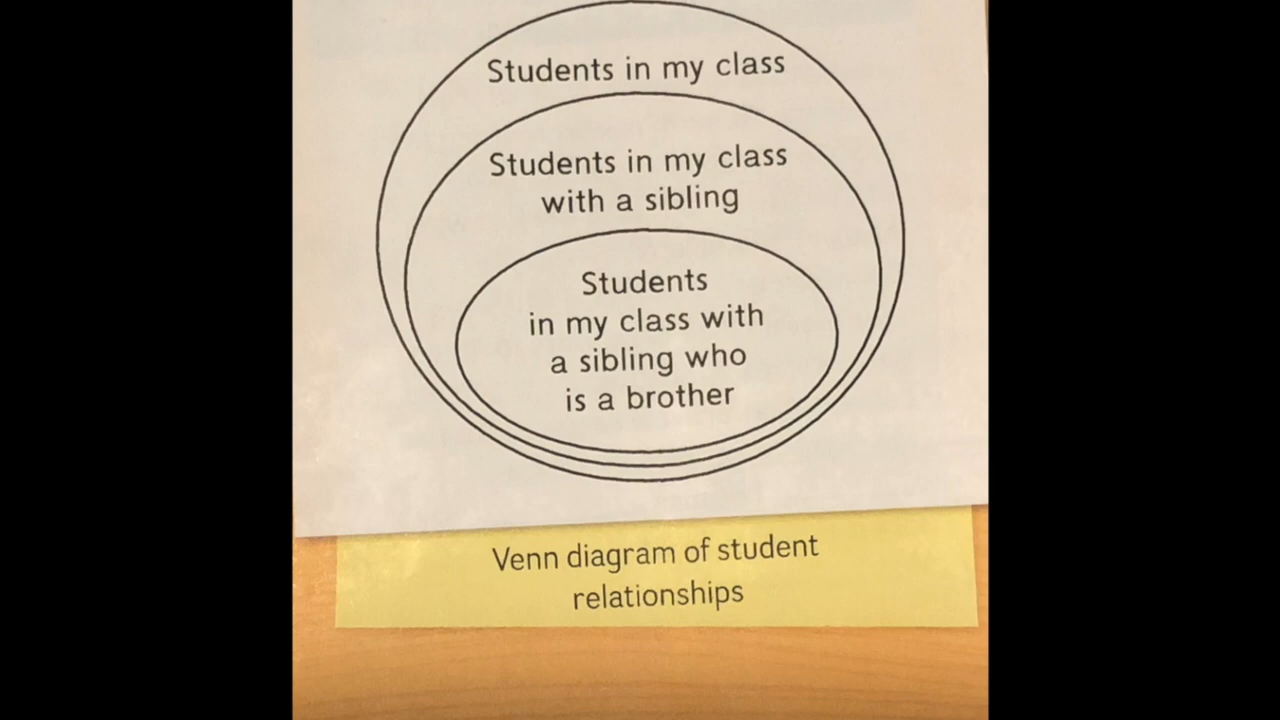 Students in my class
Students in my class
with a sibling
Students
in my class with
a sibling who
is a brother
Venn diagram of student
relationships